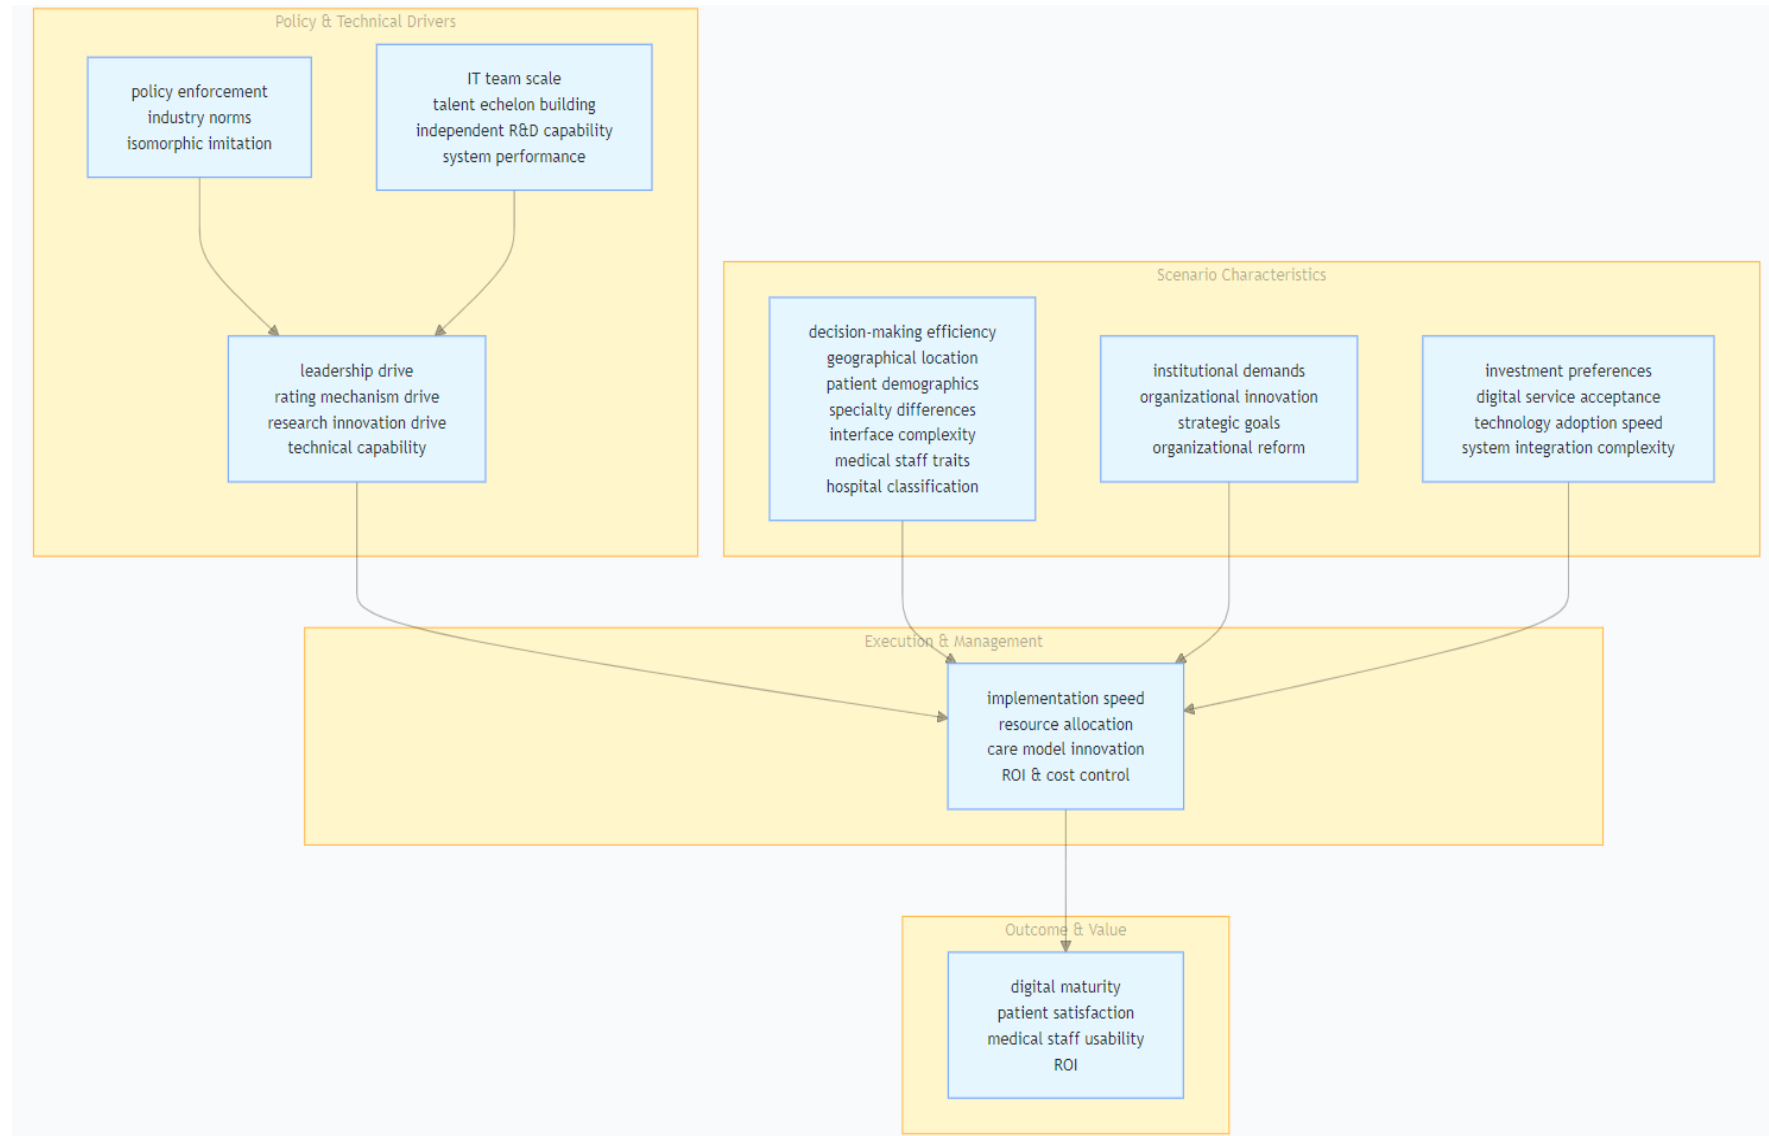 Policy & Technical Drivers
policy enforcement
industry norms
isomorphic imitation
IT team scale
talent echelon building
independent R&D capability
system performance
leadership drive
rating mechanism drive
research innovation drive
technical capability
Scenario Characteristics
decision-making efficiency
geographical location
patient demographics
specialty differences
interface complexity
medical staff traits
hospital classification
institutional demands
organizational innovation
strategic goals
organizational reform
investment preferences
digital service acceptance
technology adoption speed
system integration complexity
Execution & Management
implementation speed
resource allocation
care model innovation
ROI & cost control
Outcome & Value
digital maturity
patient satisfaction
medical staff usability
ROI